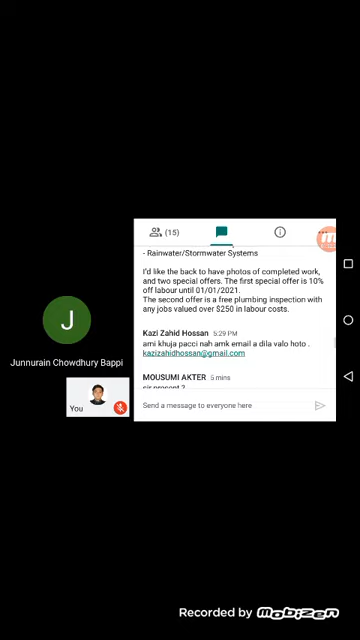 (15)
- Rainwater/Stormwater Systems
I'd like the back to have photos of completed work,
and two special offers. The first special offer is 10%
off labour until 01/01/2021.
The second offer is a free plumbing inspection with
any jobs valued over $250 in labour costs.
Kazi Zahid Hossan 5:29 PM
ami khuja pacci nah amk email a dila valo hoto .
kazizahidhossan@gmail.com
MOUSUMI AKTER 5 mins
sir present ?
Send a message to everyone here
J
Junnurain Chowdhury Bappi
You
Recorded by mobizen